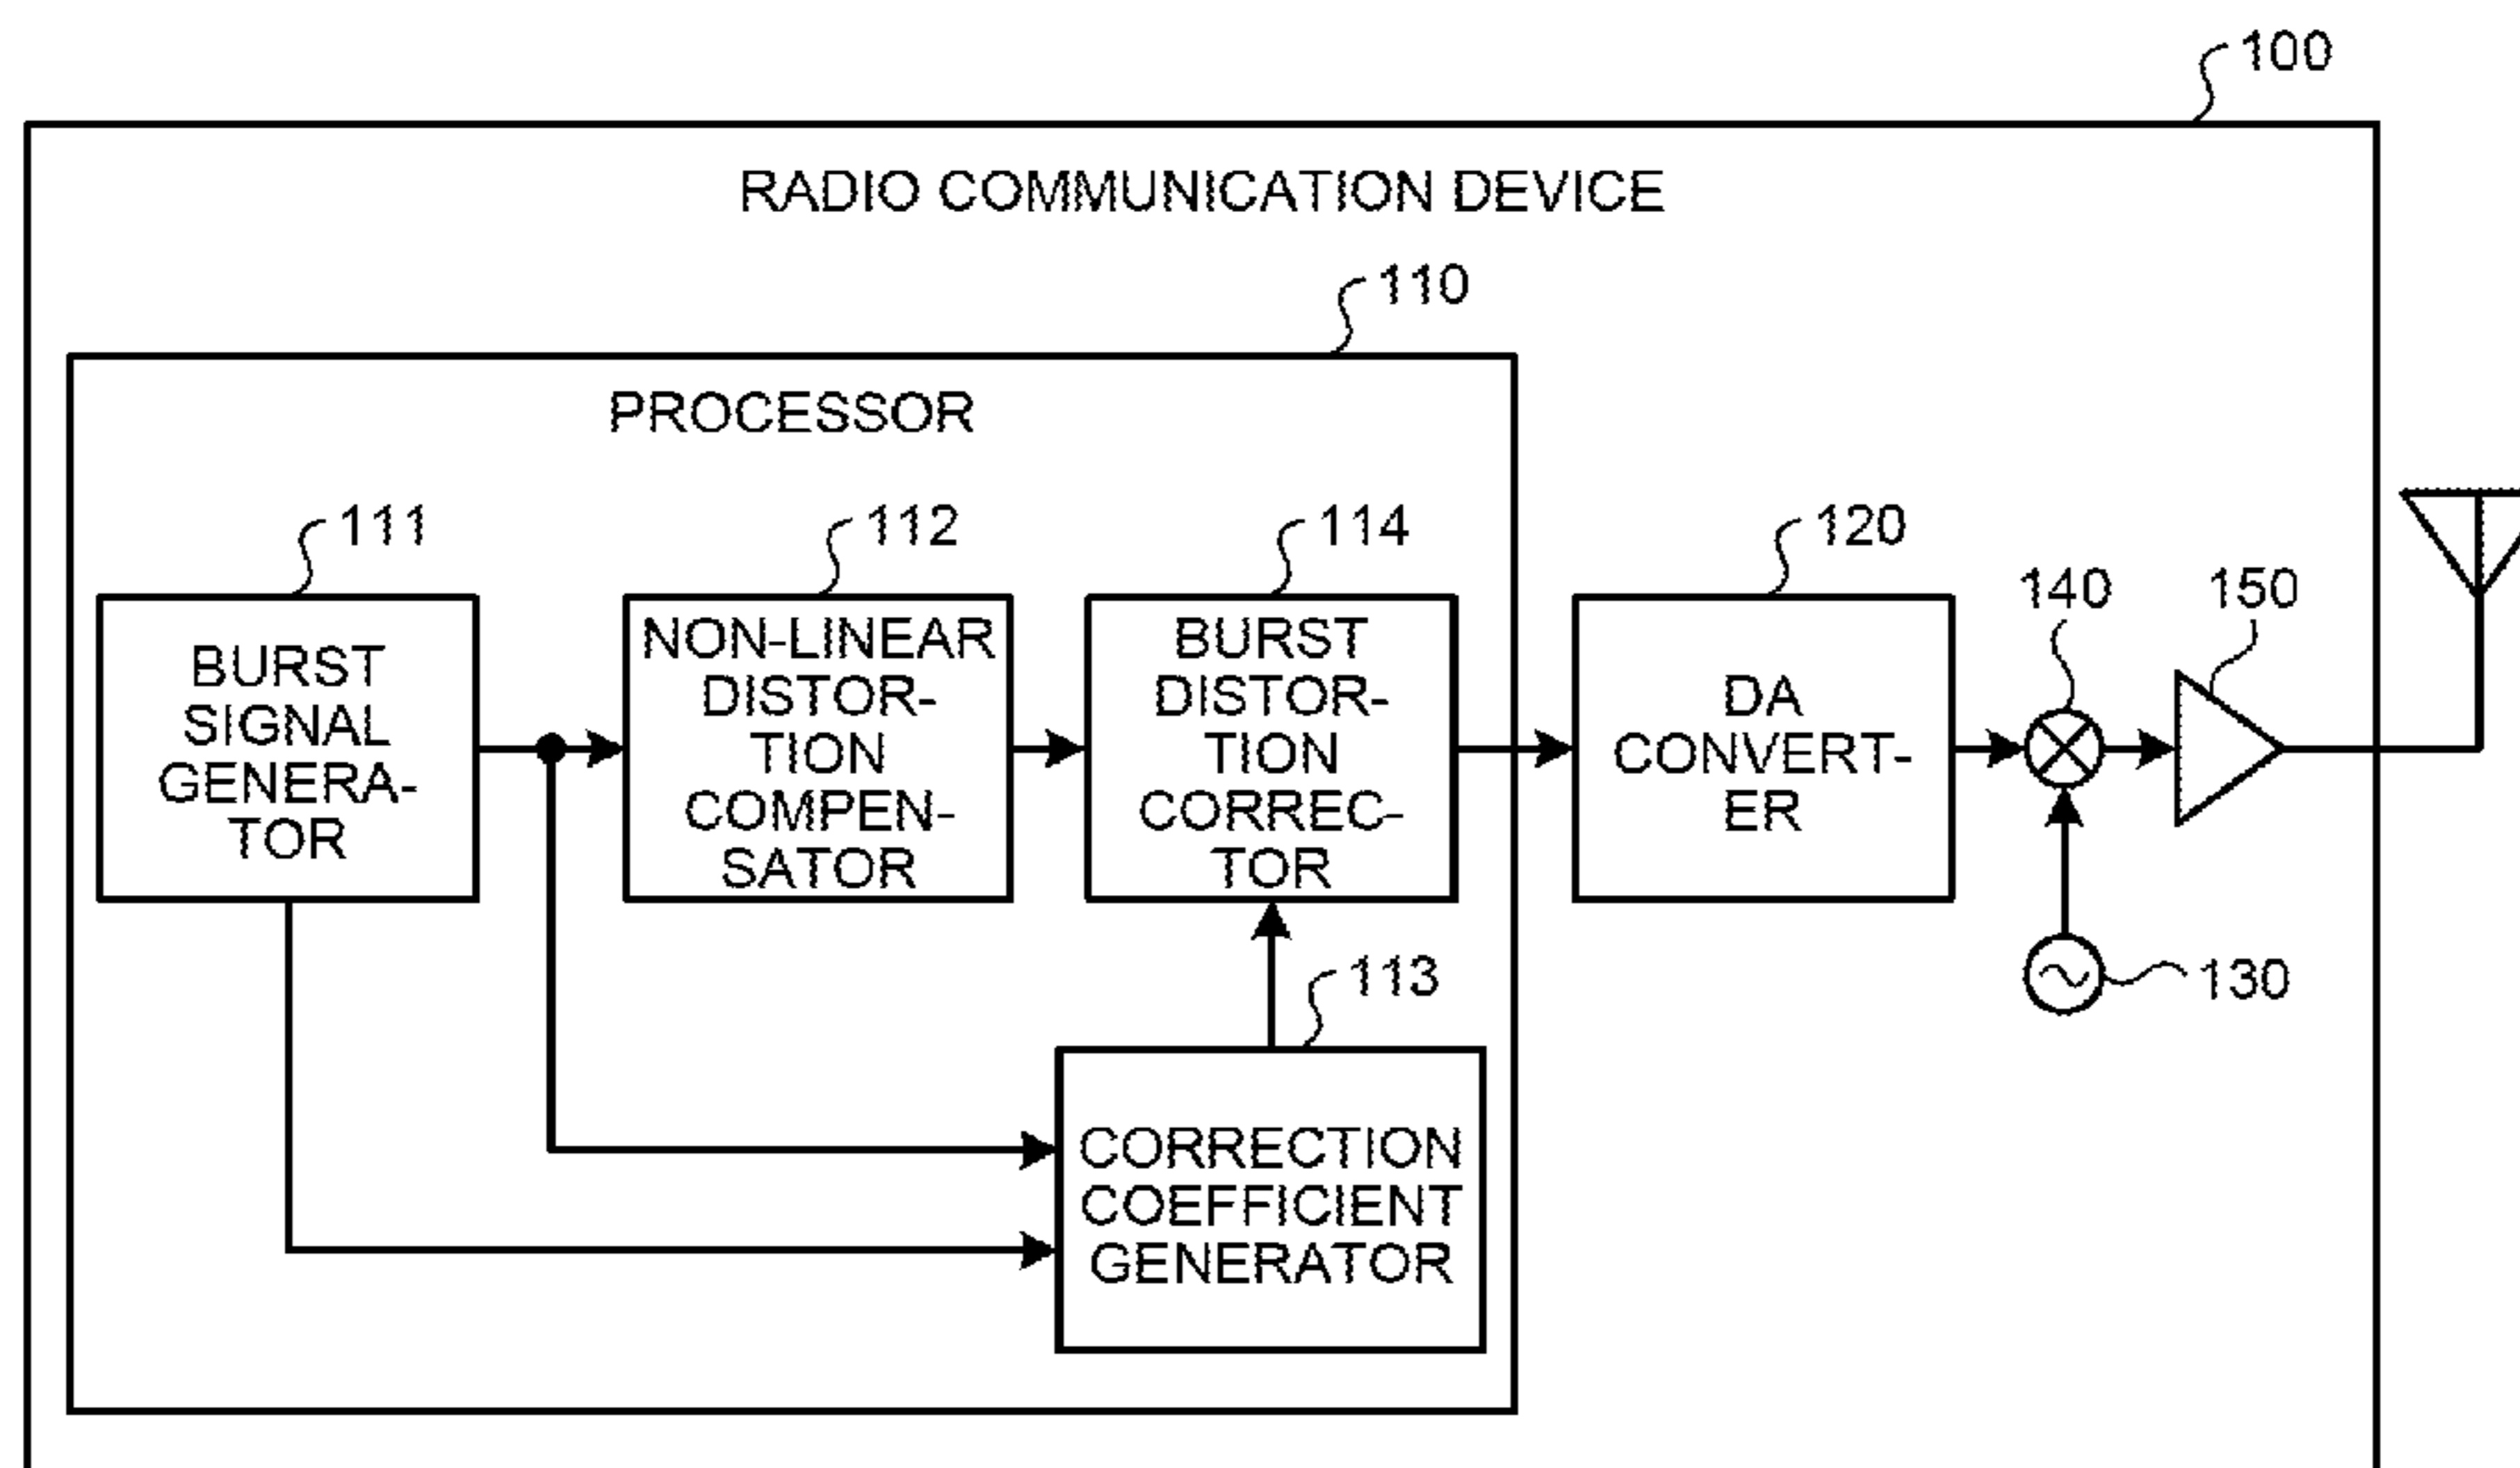 100
RADIO COMMUNICATION DEVICE
110
PROCESSOR
111
BURST
SIGNAL
GENERA-
TOR
112
NON-LINEAR
DISTOR-
TION
COMPEN-
SATOR
114
BURST
DISTOR-
TION
CORREC-
TOR
120
DA
CONVERT-
ER
140
150
130
113
CORRECTION
COEFFICIENT
GENERATOR